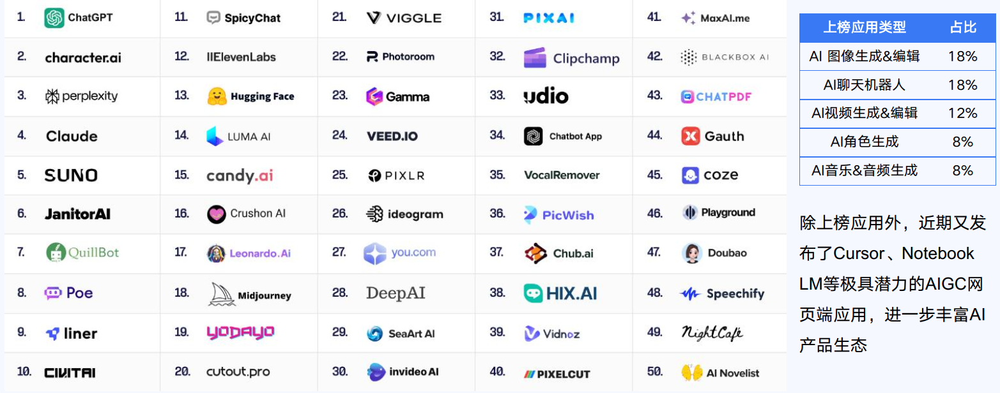 1. ChatGPT
2. character.ai
3. perplexity
4. Claude
5. SUNO
6. JanitorAI
7. QuillBot
8. Poe
9. liner
10. CIVITAI
11. SpicyChat
12. IIElevenLabs
13. Hugging Face
14. LUMA AI
15. candy.ai
16. Crushon AI
17. Leonardo.Ai
18. Midjourney
19. YODAYO
20. cutout.pro
21. VIGGLE
22. Photoroom
23. Gamma
24. VEED.IO
25. PIXLR
26. ideogram
27. you.com
28. DeepAI
29. SeaArt AI
30. invideo AI
31. PIXAI
32. Clipchamp
33. udio
34. Chatbot App
35. VocalRemover
36. PicWish
37. Chub.ai
38. HIX.AI
39. Vidnoz
40. PIXELCUT
41. MaxAI.me
42. BLACKBOX AI
43. CHATPDF
44. Gauth
45. coze
46. Playground
47. Doubao
48. Speechify
49. NightCafé
50. AI Novelist
上榜应用类型 占比
AI 图像生成&编辑 18%
AI聊天机器人 18%
AI视频生成&编辑 12%
AI角色生成 8%
AI音乐&音频生成 8%
除上榜应用外，近期又发
布了Cursor、Notebook
LM等极具潜力的AIGC网
页端应用，进一步丰富AI
产品生态